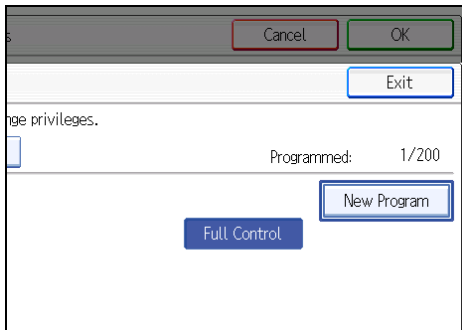 s Cancel OK
Exit
nge privileges.
Programmed: 1/200
New Program
Full Control